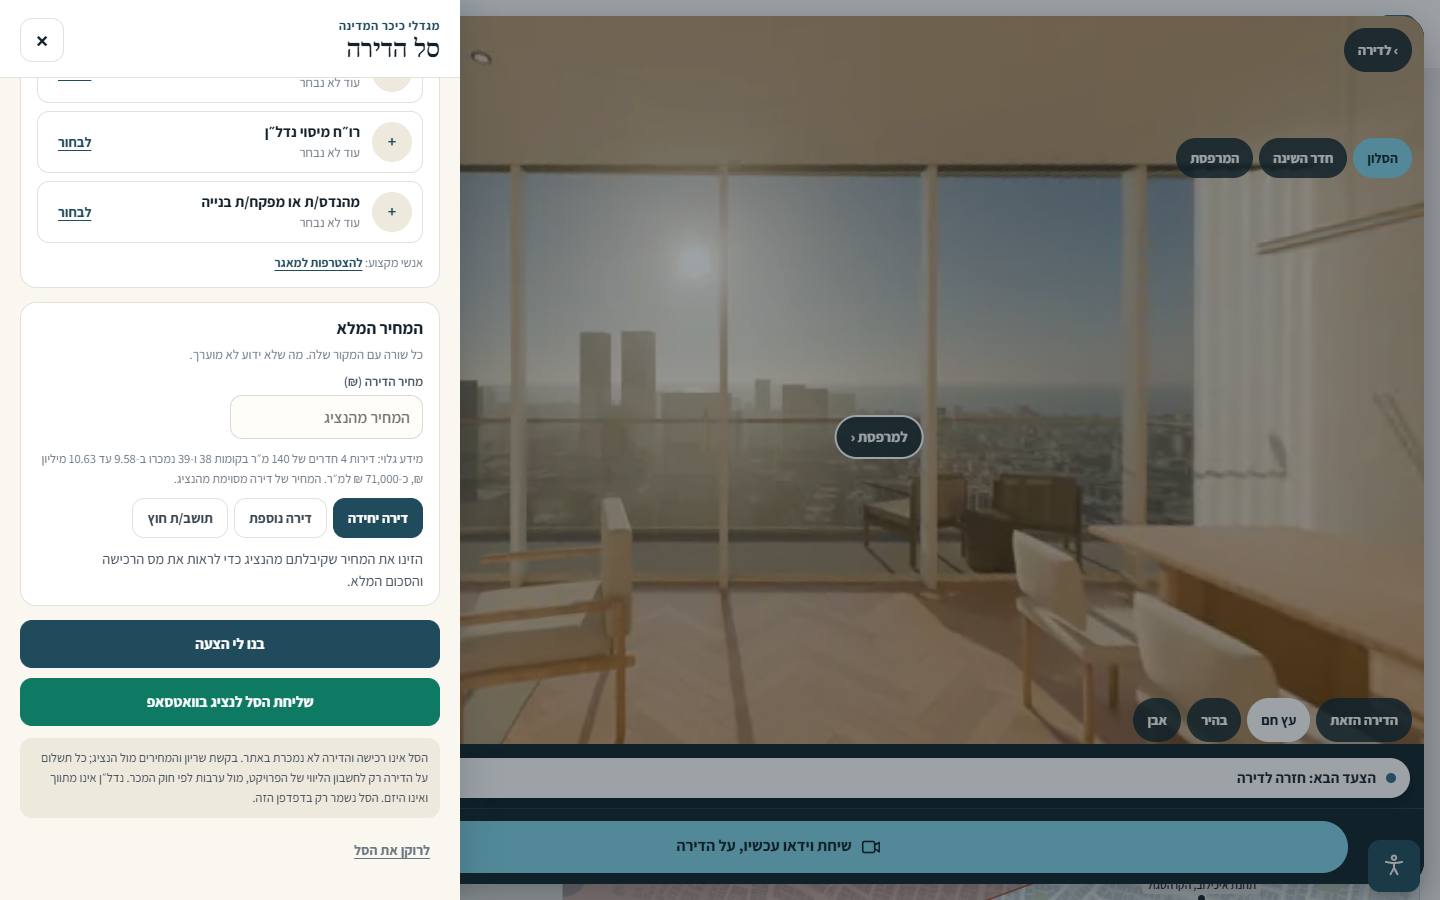 מגדלי כיכר המדינה
סל הדירה
×
עוד לא נבחר
רו״ח מיסוי נדל״ן
עוד לא נבחר
לבחור
+
מהנדס/ת או מפקח/ת בנייה
עוד לא נבחר
לבחור
+
אנשי מקצוע: להצטרפות למאגר
המחיר המלא
כל שורה עם המקור שלה. מה שלא ידוע לא מוערך.
מחיר הדירה (₪)
המחיר מהנציג
מידע גלוי: דירות 4 חדרים של 140 מ״ר בקומות 38 ו-39 נמכרו ב-9.58 עד 10.63 מיליון
₪, כ-71,000 ₪ למ״ר. המחיר של דירה מסוימת מהנציג.
דירה יחידה
דירה נוספת
תושב/ת חוץ
הזינו את המחיר שקיבלתם מהנציג כדי לראות את מס הרכישה
והסכום המלא.
בנו לי הצעה
שליחת הסל לנציג בוואטסאפ
הסל אינו רכישה והדירה לא נמכרת באתר. בקשת שריון והמחירים מול הנציג; כל תשלום
על הדירה רק לחשבון הליווי של הפרויקט, מול ערבות לפי חוק המכר. נדל״ן אינו מתווך
ואינו היזם. הסל נשמר רק בדפדפן הזה.
לרוקן את הסל
› לדירה
הסלון
חדר השינה
המרפסת
למרפסת ‹
הדירה הזאת
עץ חם
בהיר
אבן
הצעד הבא: חזרה לדירה
שיחת וידאו עכשיו, על הדירה